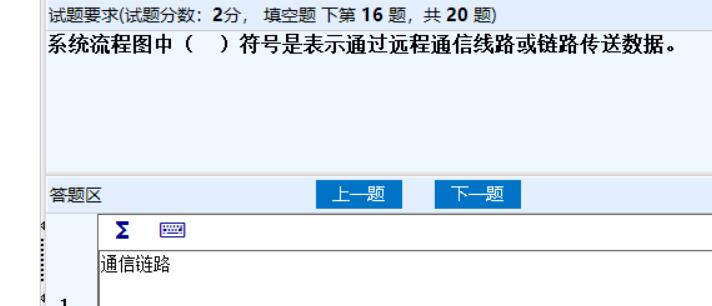 试题要求(试题分数：2分， 填空题 下第 16 题，共 20 题)
系统流程图中（　）符号是表示通过远程通信线路或链路传送数据。
答题区 上一题 下一题
Σ
通信链路
1